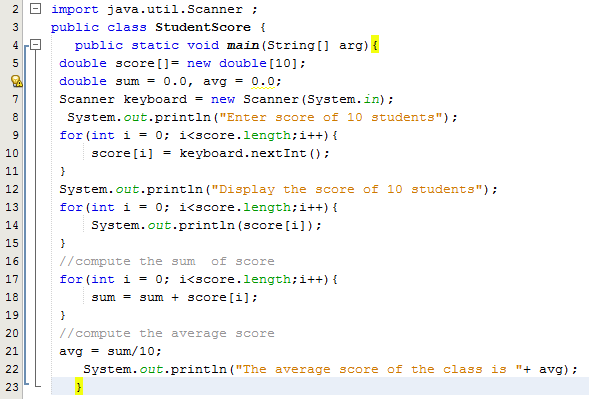 2 import java.util.Scanner ;
3 public class StudentScore {
4 public static void main(String[] arg){
5 double score[]= new double[10];
double sum = 0.0, avg = 0.0;
7 Scanner keyboard = new Scanner(System.in);
8 System.out.println("Enter score of 10 students");
9 for(int i = 0; i<score.length;i++){
10 score[i] = keyboard.nextInt();
11 }
12 System.out.println("Display the score of 10 students");
13 for(int i = 0; i<score.length;i++){
14 System.out.println(score[i]);
15 }
16 //compute the sum  of score
17 for(int i = 0; i<score.length;i++){
18 sum = sum + score[i];
19 }
20 //compute the average score
21 avg = sum/10;
22 System.out.println("The average score of the class is "+ avg);
23 }